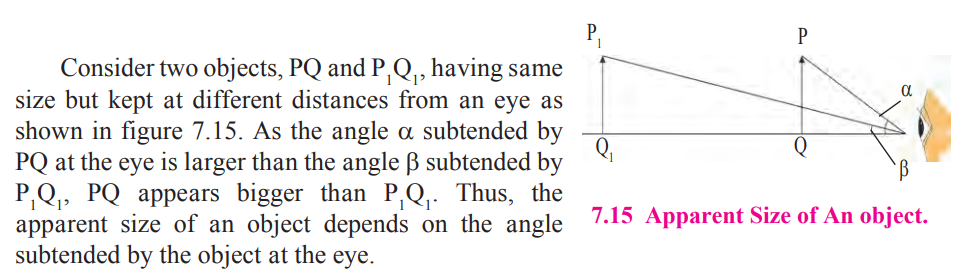 Consider two objects, PQ and P₁Q₁, having same
size but kept at different distances from an eye as
shown in figure 7.15. As the angle α subtended by
PQ at the eye is larger than the angle β subtended by
P₁Q₁, PQ appears bigger than P₁Q₁. Thus, the
apparent size of an object depends on the angle
subtended by the object at the eye.
P₁
P
α
Q₁
Q
β
7.15 Apparent Size of An object.